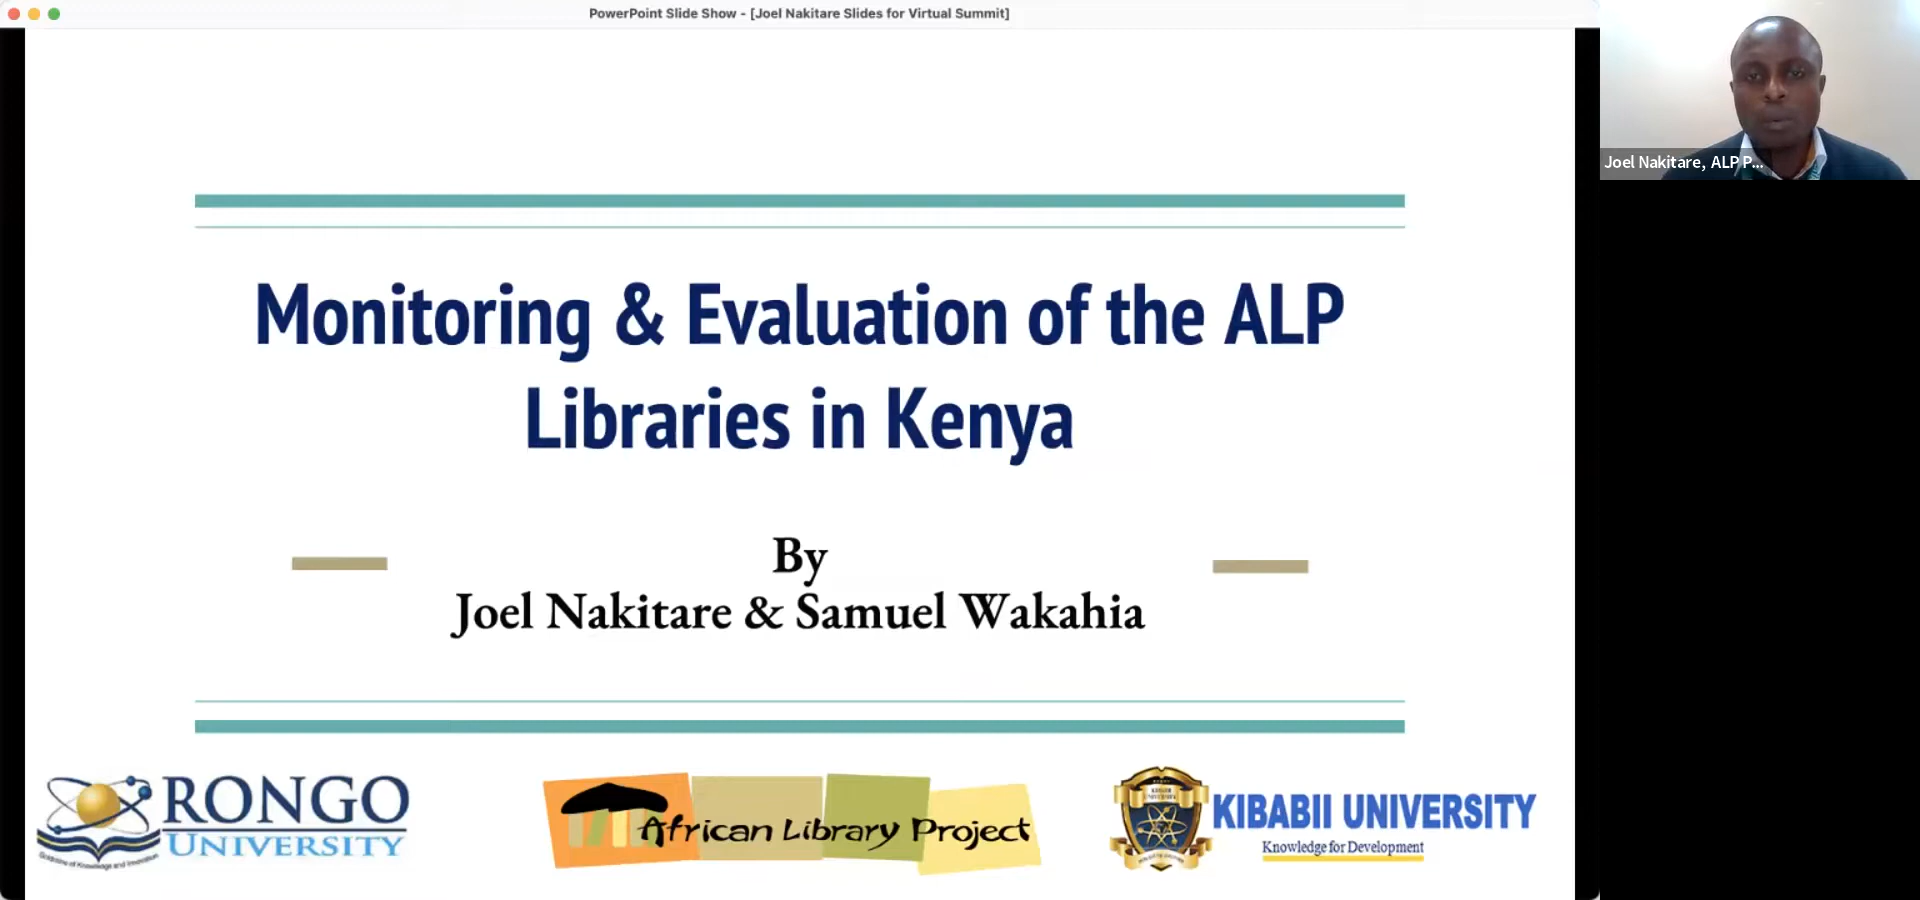 PowerPoint Slide Show - [Joel Nakitare Slides for Virtual Summit]
Joel Nakitare, ALP P...
Monitoring & Evaluation of the ALP
Libraries in Kenya
By
Joel Nakitare & Samuel Wakahia
RONGO
UNIVERSITY
African Library Project
KIBABII UNIVERSITY
Knowledge for Development